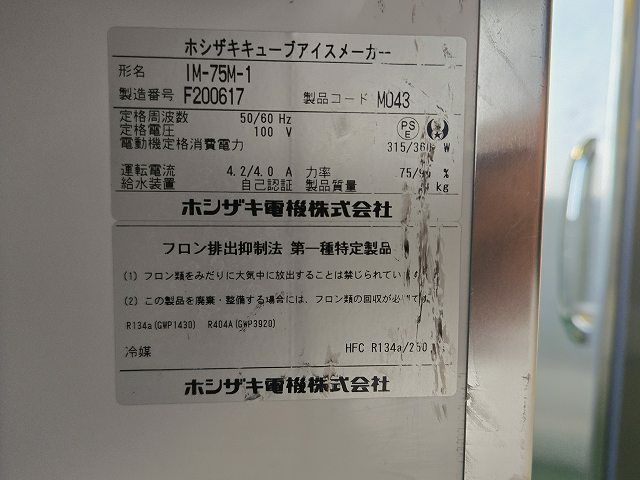 ホシザキキューブアイスメーカー
形名 IM-75M-1
製造番号 F200617 製品コード M043
定格周波数 50/60 Hz
定格電圧 100 V
PS E
電動機定格消費電力 315/360 W
運転電流 4.2/4.0 A 力率 75/9 %
給水装置 自己認証 製品質量 kg
ホシザキ電機株式会社
フロン排出抑制法 第一種特定製品
(1) フロン類をみだりに大気中に放出することは禁じられてい
(2) この製品を廃棄・整備する場合には、フロン類の回収が必
R134a(GWP1430) R404A(GWP3920)
冷媒 HFC R134a/250
ホシザキ電機株式会社